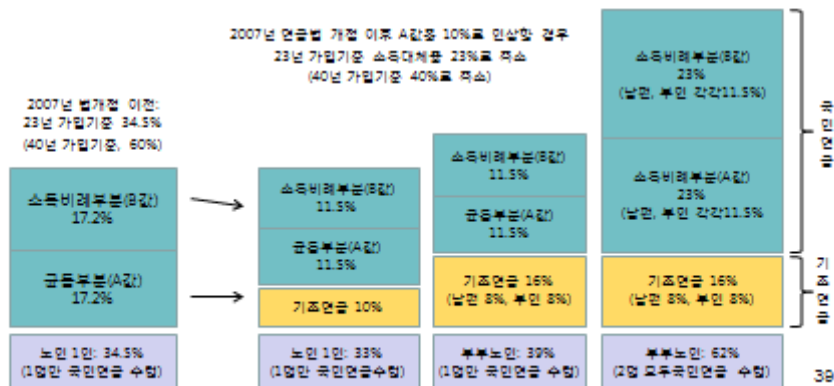 2007년 연금법 개정 이후 A값을 10%로 인상할 경우
23년 가입기준 소득대체율 23%로 축소
(40년 가입기준 40%로 축소)
2007년 법개정 이전:
23년 가입기준 34.5%
(40년 가입기준, 60%)
소득비례부분(B값)
17.2%
균등부분(A값)
17.2%
노인 1인: 34.5%
(1명만 국민연금 수령)
소득비례부분(B값)
11.5%
균등부분(A값)
11.5%
기초연금 10%
노인 1인: 33%
(1명만 국민연금수령)
소득비례부분(B값)
11.5%
균등부분(A값)
11.5%
기초연금 16%
(남편 8%, 부인 8%)
부부노인: 39%
(1명만 국민연금 수령)
소득비례부분(B값)
23%
(남편, 부인 각각11.5%)
소득비례부분(A값)
23%
(남편, 부인 각각11.5%
기초연금 16%
(남편 8%, 부인 8%)
부부노인: 62%
(2명 모두국민연금 수령)
국민연금
기초연금
38